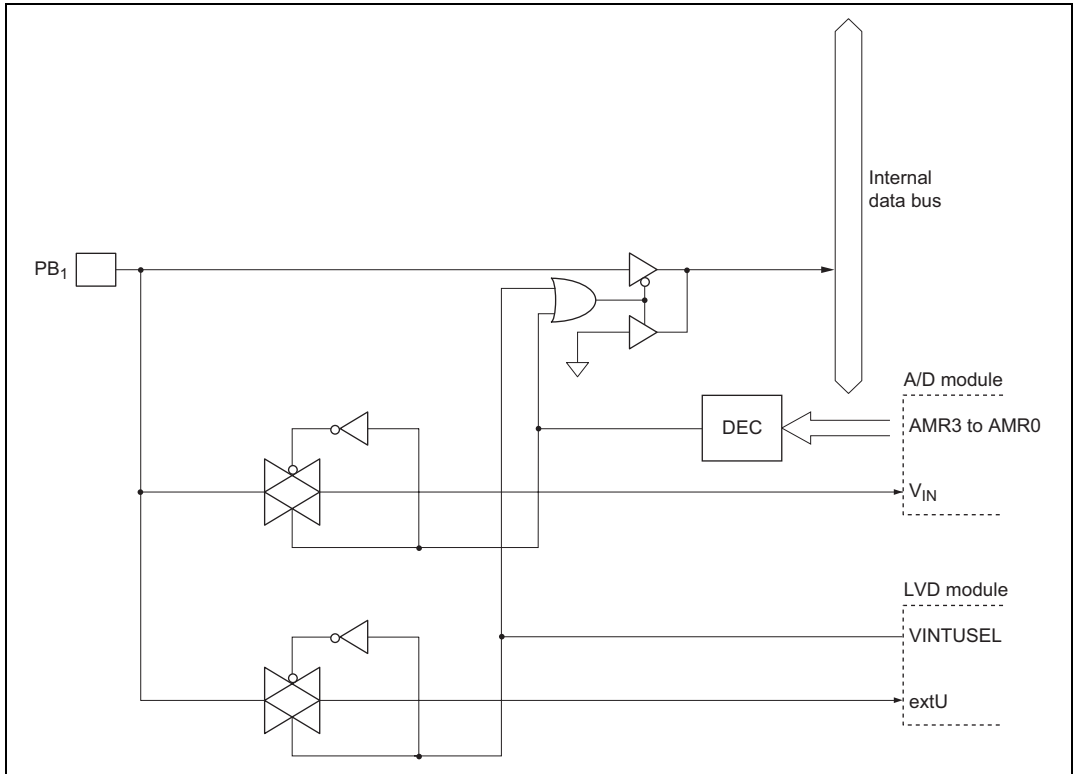 Internal
data bus
PB1
A/D module
DEC
AMR3 to AMR0
VIN
LVD module
VINTUSEL
extU